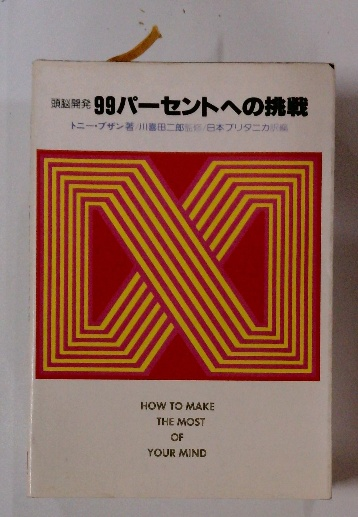 頭脳開発 99パーセントへの挑戦
トニー・ブザン著/川喜田二郎監修/日本ブリタニカ訳編
HOW TO MAKE
THE MOST
OF
YOUR MIND